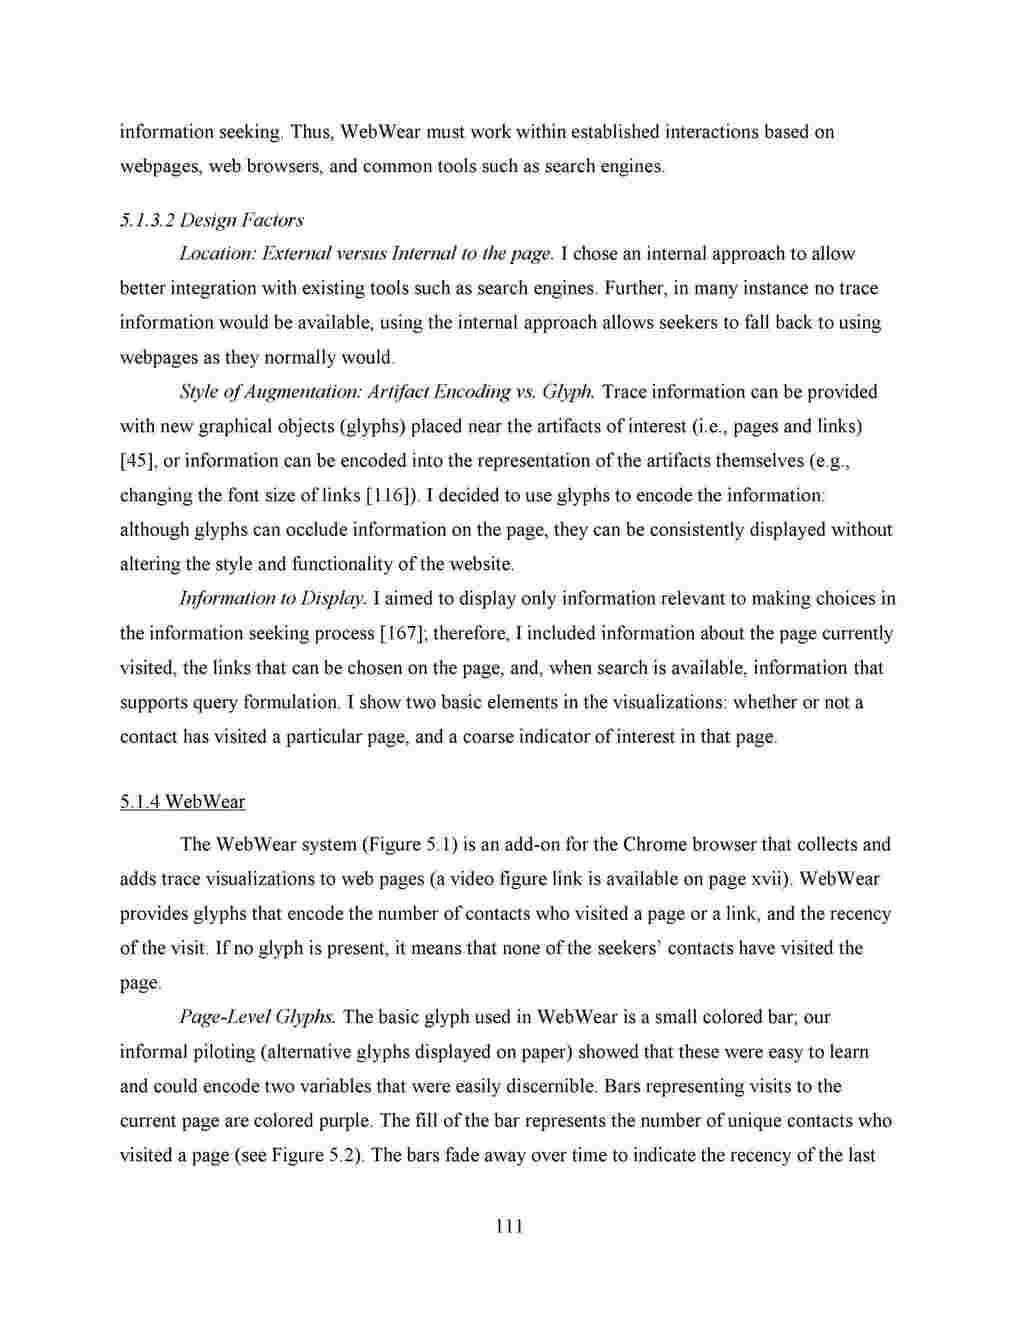 information seeking. Thus, WebWear must work within established interactions based on
webpages, web browsers, and common tools such as search engines.
5.1.3.2 Design Factors
Location: External versus Internal to the page. I chose an internal approach to allow
better integration with existing tools such as search engines. Further, in many instance no trace
information would be available, using the internal approach allows seekers to fall back to using
webpages as they normally would.
Style of Augmentation: Artifact Encoding vs. Glyph. Trace information can be provided
with new graphical objects (glyphs) placed near the artifacts of interest (i.e., pages and links)
[45], or information can be encoded into the representation of the artifacts themselves (e.g.,
changing the font size of links [116]). I decided to use glyphs to encode the information:
although glyphs can occlude information on the page, they can be consistently displayed without
altering the style and functionality of the website.
Information to Display. I aimed to display only information relevant to making choices in
the information seeking process [167]; therefore, I included information about the page currently
visited, the links that can be chosen on the page, and, when search is available, information that
supports query formulation. I show two basic elements in the visualizations: whether or not a
contact has visited a particular page, and a coarse indicator of interest in that page.
5.1.4 WebWear
The WebWear system (Figure 5.1) is an add-on for the Chrome browser that collects and
adds trace visualizations to web pages (a video figure link is available on page xvii). WebWear
provides glyphs that encode the number of contacts who visited a page or a link, and the recency
of the visit. If no glyph is present, it means that none of the seekers’ contacts have visited the
page.
Page-Level Glyphs. The basic glyph used in WebWear is a small colored bar; our
informal piloting (alternative glyphs displayed on paper) showed that these were easy to learn
and could encode two variables that were easily discernible. Bars representing visits to the
current page are colored purple. The fill of the bar represents the number of unique contacts who
visited a page (see Figure 5.2). The bars fade away over time to indicate the recency of the last
111